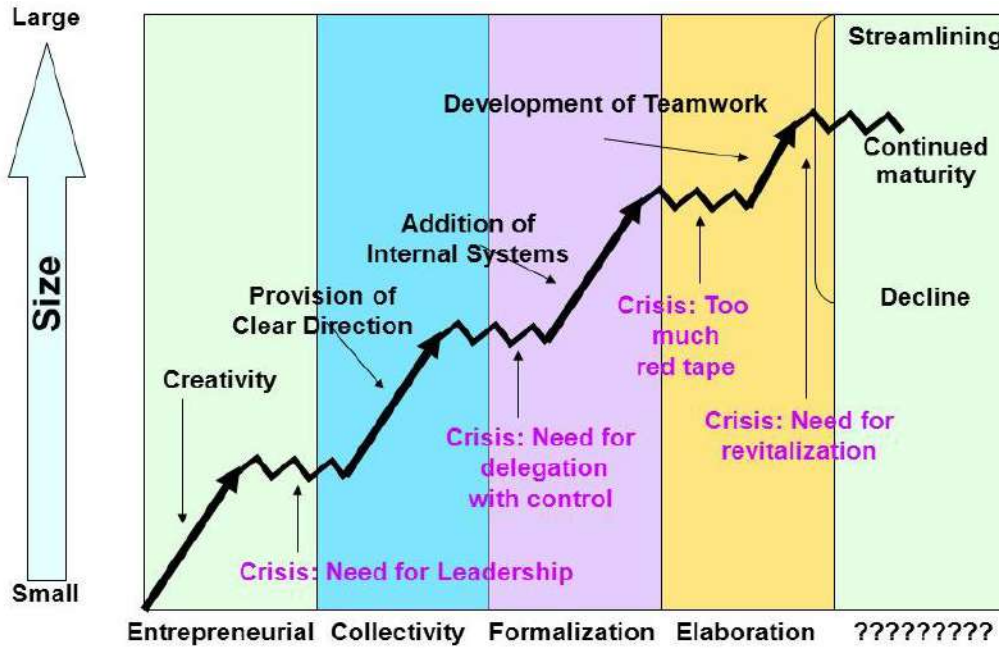 Large
Size
Small
Streamlining
Development of Teamwork
Continued
maturity
Addition of
Internal Systems
Decline
Provision of
Clear Direction
Crisis: Too
much
red tape
Creativity
Crisis: Need for
revitalization
Crisis: Need for
delegation
with control
Crisis: Need for Leadership
Entrepreneurial
Collectivity
Formalization
Elaboration
?????????